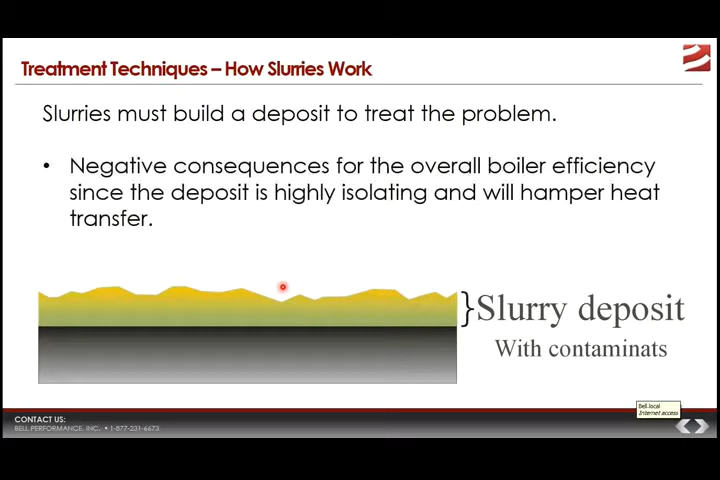 Treatment Techniques – How Slurries Work
Slurries must build a deposit to treat the problem.
• Negative consequences for the overall boiler efficiency
since the deposit is highly isolating and will hamper heat
transfer.
}Slurry deposit
With contaminats
Bell.local
Internet access
CONTACT US:
BELL PERFORMANCE, INC. • 1-877-231-6673